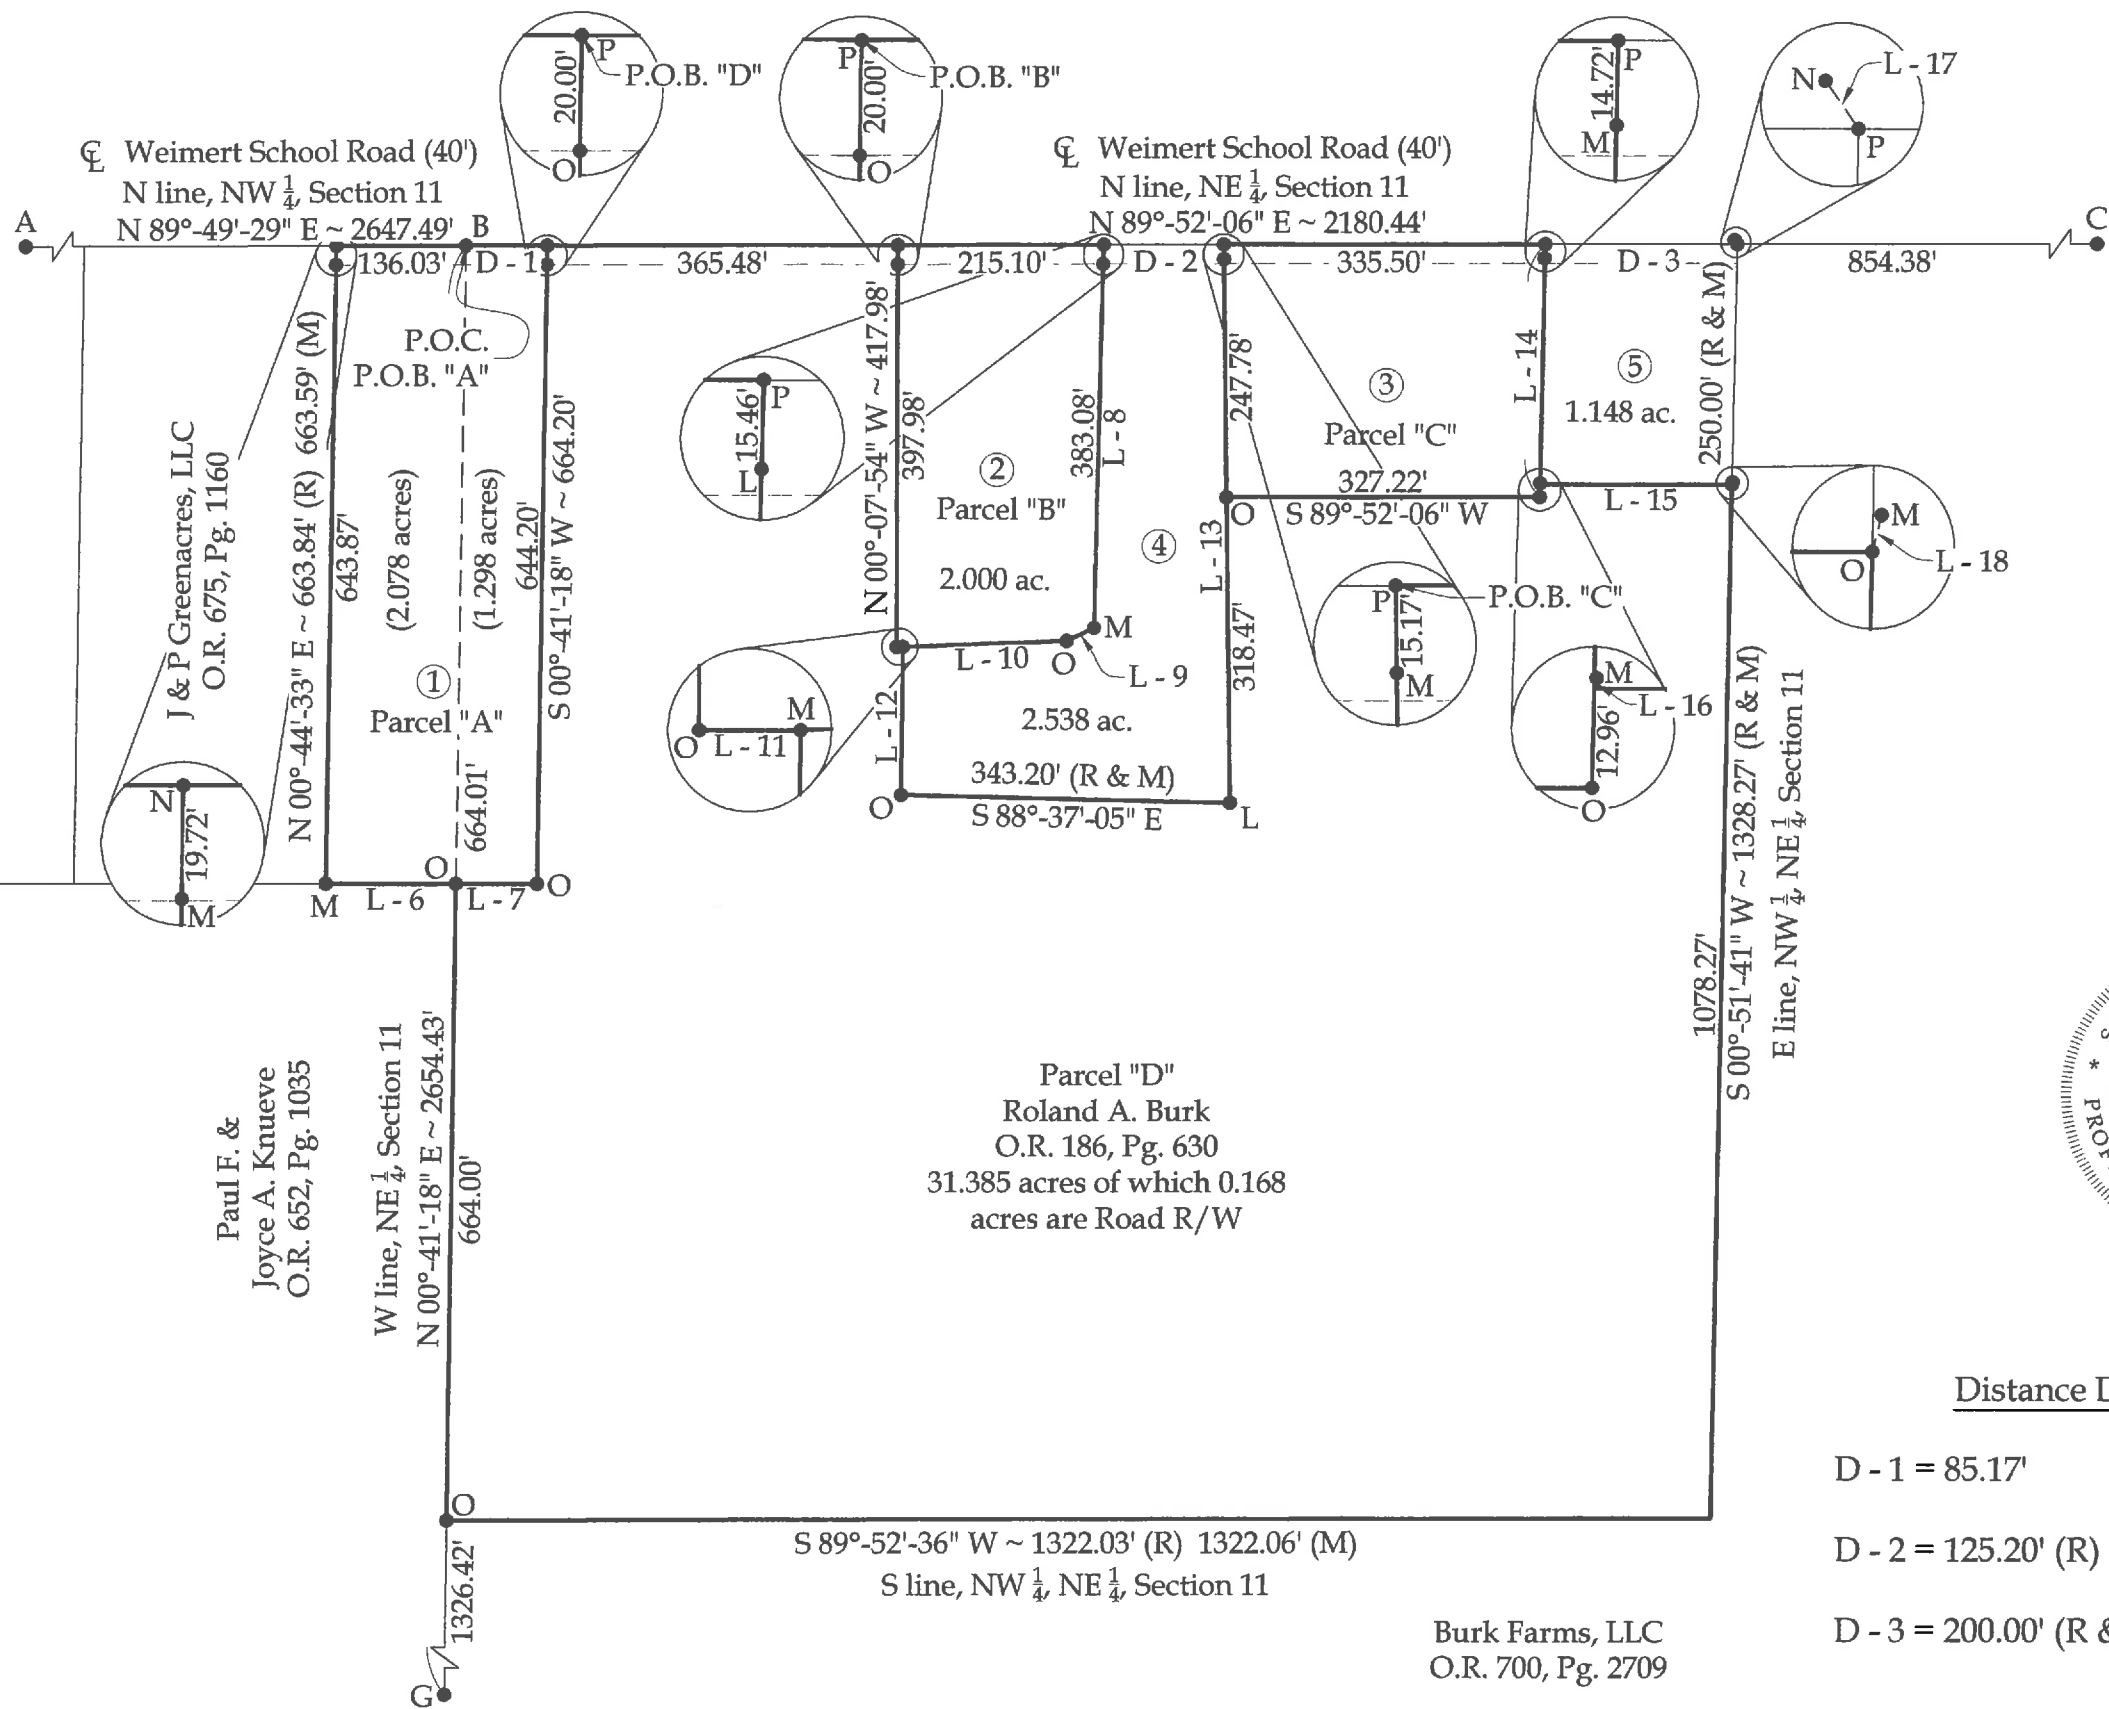 P
20.00'
P.O.B. "D"
O
P
20.00'
P.O.B. "B"
O
14.72'
P
M
N
L - 17
P
℄ Weimert School Road (40')
N line, NW 1/4, Section 11
N 89°-49'-29" E ~ 2647.49'
℄ Weimert School Road (40')
N line, NE 1/4, Section 11
N 89°-52'-06" E ~ 2180.44'
A
B
C
136.03'
D - 1
365.48'
215.10'
D - 2
335.50'
D - 3
854.38'
P.O.C.
P.O.B. "A"
J & P Greenacres, LLC
O.R. 675, Pg. 1160
N 00°-44'-33" E ~ 663.84' (R) 663.59' (M)
643.87'
(2.078 acres)
(1.298 acres)
644.20'
S 00°-41'-18" W ~ 664.20'
1
Parcel "A"
664.01'
N
19.72'
M
M
L - 6
O
L - 7
O
15.46'
P
L
N 00°-07'-54" W ~ 417.98'
397.98'
2
Parcel "B"
2.000 ac.
383.08'
L - 8
M
L - 9
O
L - 10
O
L - 11
M
L - 12
4
2.538 ac.
343.20' (R & M)
S 88°-37'-05" E
O
L
247.78'
O
L - 13
318.47'
3
Parcel "C"
327.22'
S 89°-52'-06" W
L - 14
5
1.148 ac.
250.00' (R & M)
L - 15
M
O
L - 18
P
P.O.B. "C"
15.17'
M
M
L - 16
12.96'
O
1078.27'
S 00°-51'-41" W ~ 1328.27' (R & M)
E line, NW 1/4, NE 1/4, Section 11
Paul F. &
Joyce A. Knueve
O.R. 652, Pg. 1035
W line, NE 1/4, Section 11
N 00°-41'-18" E ~ 2654.43'
664.00'
Parcel "D"
Roland A. Burk
O.R. 186, Pg. 630
31.385 acres of which 0.168
acres are Road R/W
O
S 89°-52'-36" W ~ 1322.03' (R) 1322.06' (M)
S line, NW 1/4, NE 1/4, Section 11
1326.42'
G
Burk Farms, LLC
O.R. 700, Pg. 2709
Distance
D - 1 = 85.17'
D - 2 = 125.20' (R)
D - 3 = 200.00' (R &